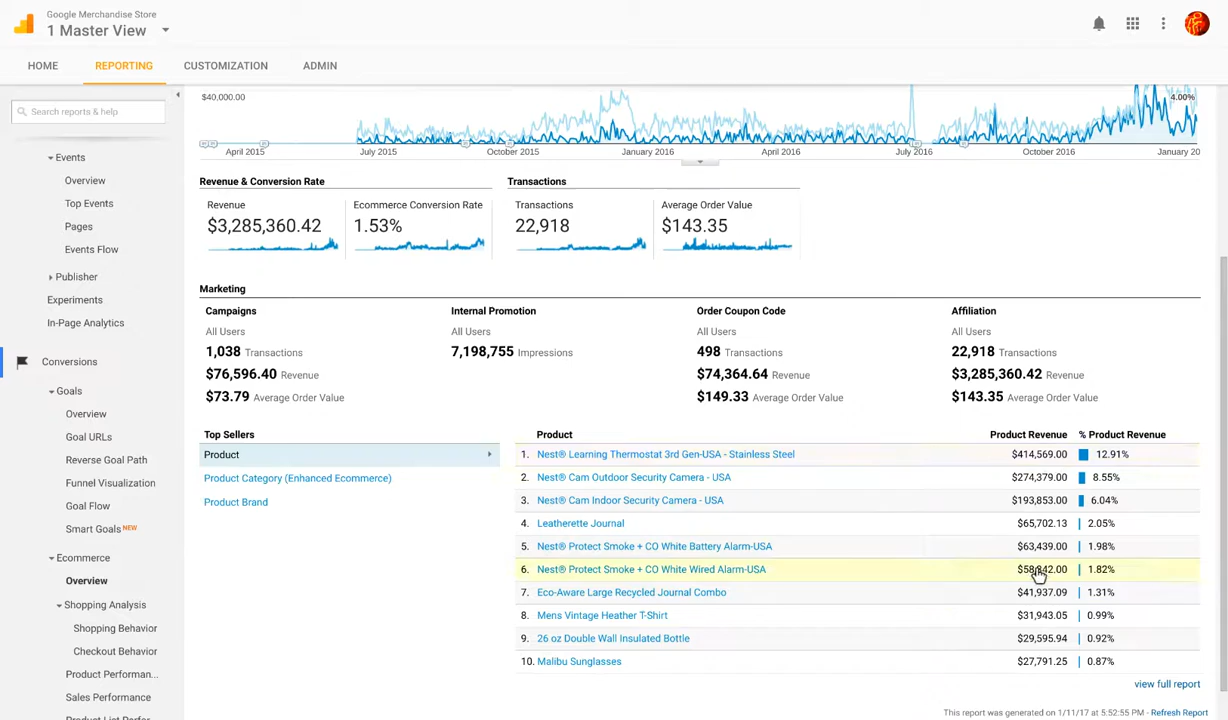 Google Merchandise Store
1 Master View
HOME REPORTING CUSTOMIZATION ADMIN
Search reports & help
Events
Overview
Top Events
Pages
Events Flow
Publisher
Experiments
In-Page Analytics
Conversions
Goals
Overview
Goal URLs
Reverse Goal Path
Funnel Visualization
Goal Flow
Smart Goals NEW
Ecommerce
Overview
Shopping Analysis
Shopping Behavior
Checkout Behavior
Product Performan...
Sales Performance
$40,000.00 4.00%
April 2015 July 2015 October 2015 January 2016 April 2016 July 2016 October 2016 January 20
Revenue & Conversion Rate Transactions
Revenue Ecommerce Conversion Rate Transactions Average Order Value
$3,285,360.42 1.53% 22,918 $143.35
Marketing
Campaigns Internal Promotion Order Coupon Code Affiliation
All Users All Users All Users All Users
1,038 Transactions 7,198,755 Impressions 498 Transactions 22,918 Transactions
$76,596.40 Revenue $74,364.64 Revenue $3,285,360.42 Revenue
$73.79 Average Order Value $149.33 Average Order Value $143.35 Average Order Value
Top Sellers
Product
Product Category (Enhanced Ecommerce)
Product Brand
Product Product Revenue % Product Revenue
1. Nest® Learning Thermostat 3rd Gen-USA - Stainless Steel $414,569.00 12.91%
2. Nest® Cam Outdoor Security Camera - USA $274,379.00 8.55%
3. Nest® Cam Indoor Security Camera - USA $193,853.00 6.04%
4. Leatherette Journal $65,702.13 2.05%
5. Nest® Protect Smoke + CO White Battery Alarm-USA $63,439.00 1.98%
6. Nest® Protect Smoke + CO White Wired Alarm-USA 1.82%
7. Eco-Aware Large Recycled Journal Combo $41,937.09 1.31%
8. Mens Vintage Heather T-Shirt $31,943.05 0.99%
9. 26 oz Double Wall Insulated Bottle $29,595.94 0.92%
10. Malibu Sunglasses $27,791.25 0.87%
view full report
This report was generated on 1/11/17 at 5:52:55 PM - Refresh Report